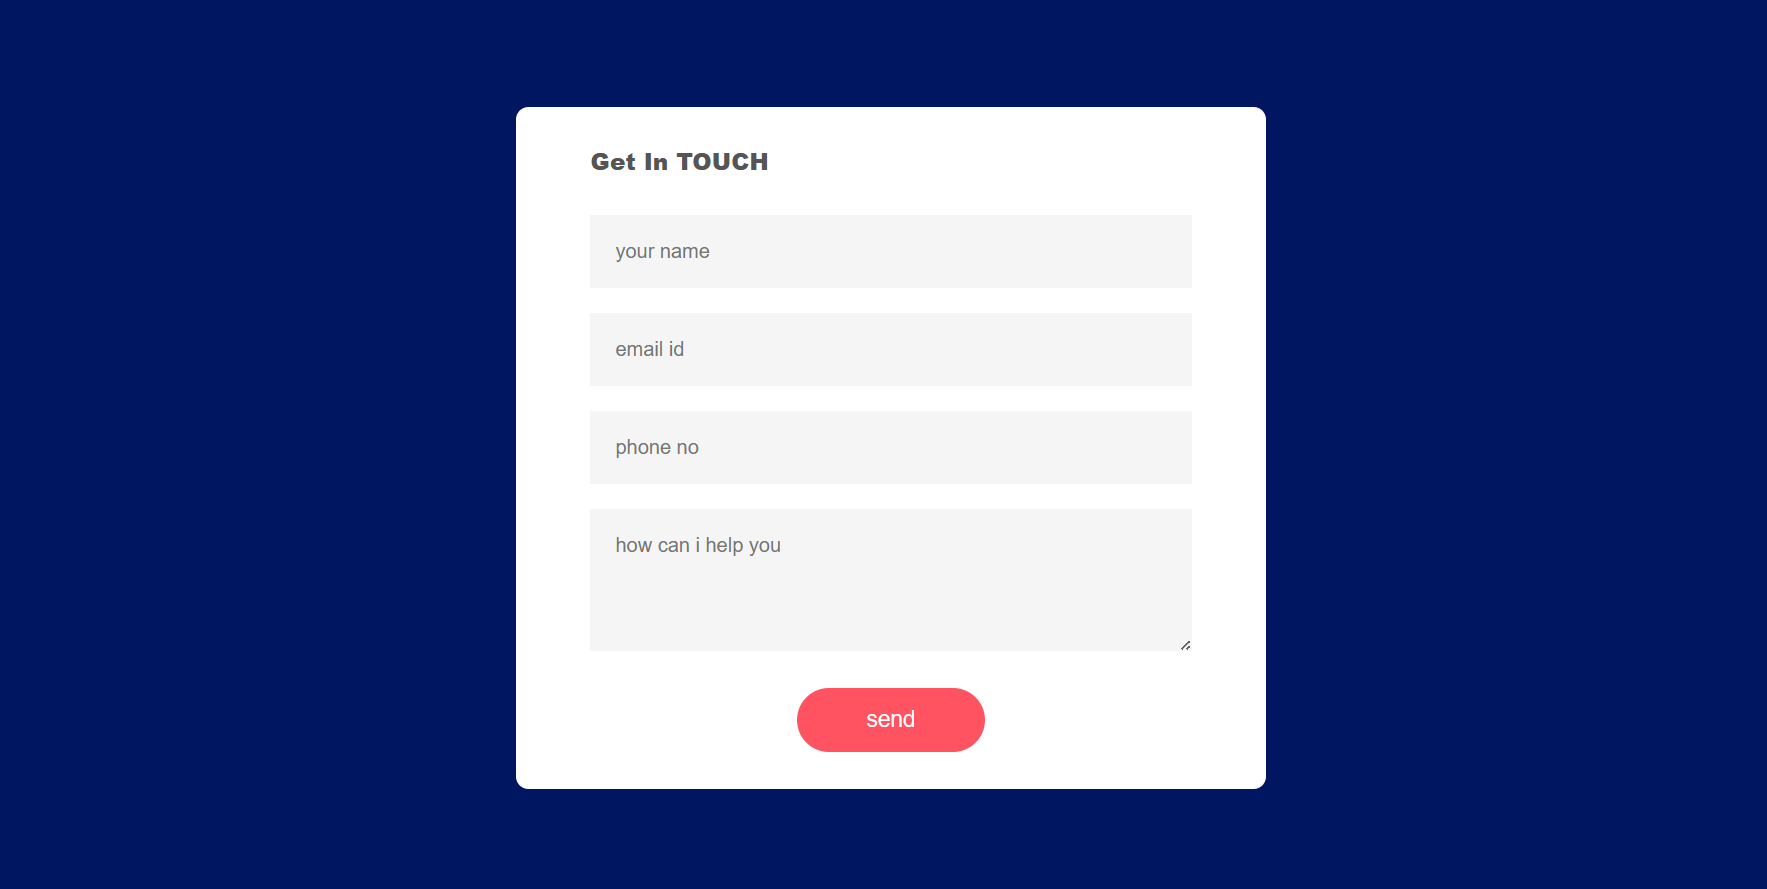 Get In TOUCH
your name
email id
phone no
how can i help you
send